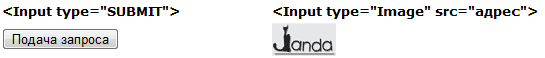 <Input type="SUBMIT"> <Input type="Image" src="адрес">
Подача запроса Janda